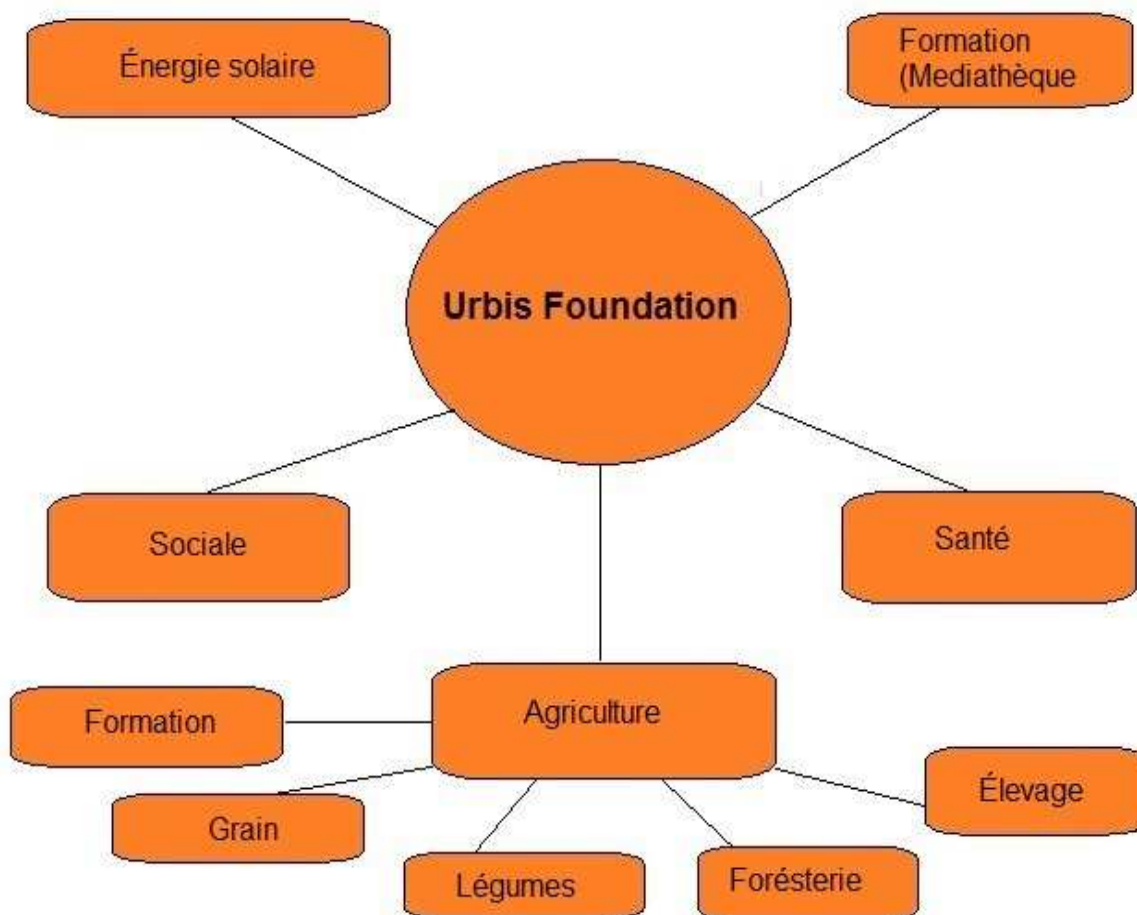 Énergie solaire
Formation
(Mediathèque
Urbis Foundation
Sociale
Santé
Agriculture
Formation
Élevage
Grain
Légumes
Forésterie